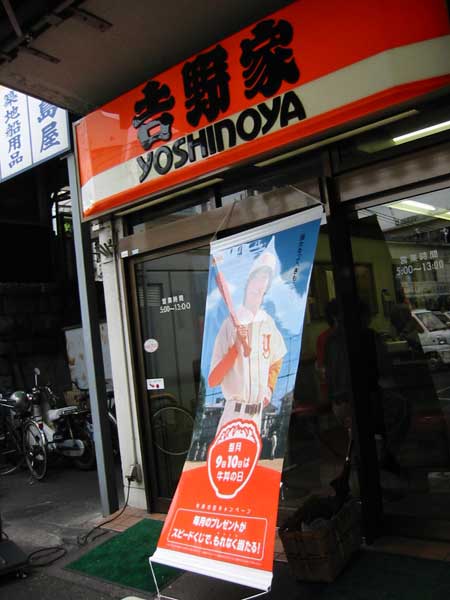 吉野家
YOSHINOYA
島屋
築地船用品
営業時間
5:00~13:00
営業時間
5:00~13:00
y
毎月
9日10日は
牛丼の日
毎月のプレゼントが
スピードくじで、もれなく当たる!